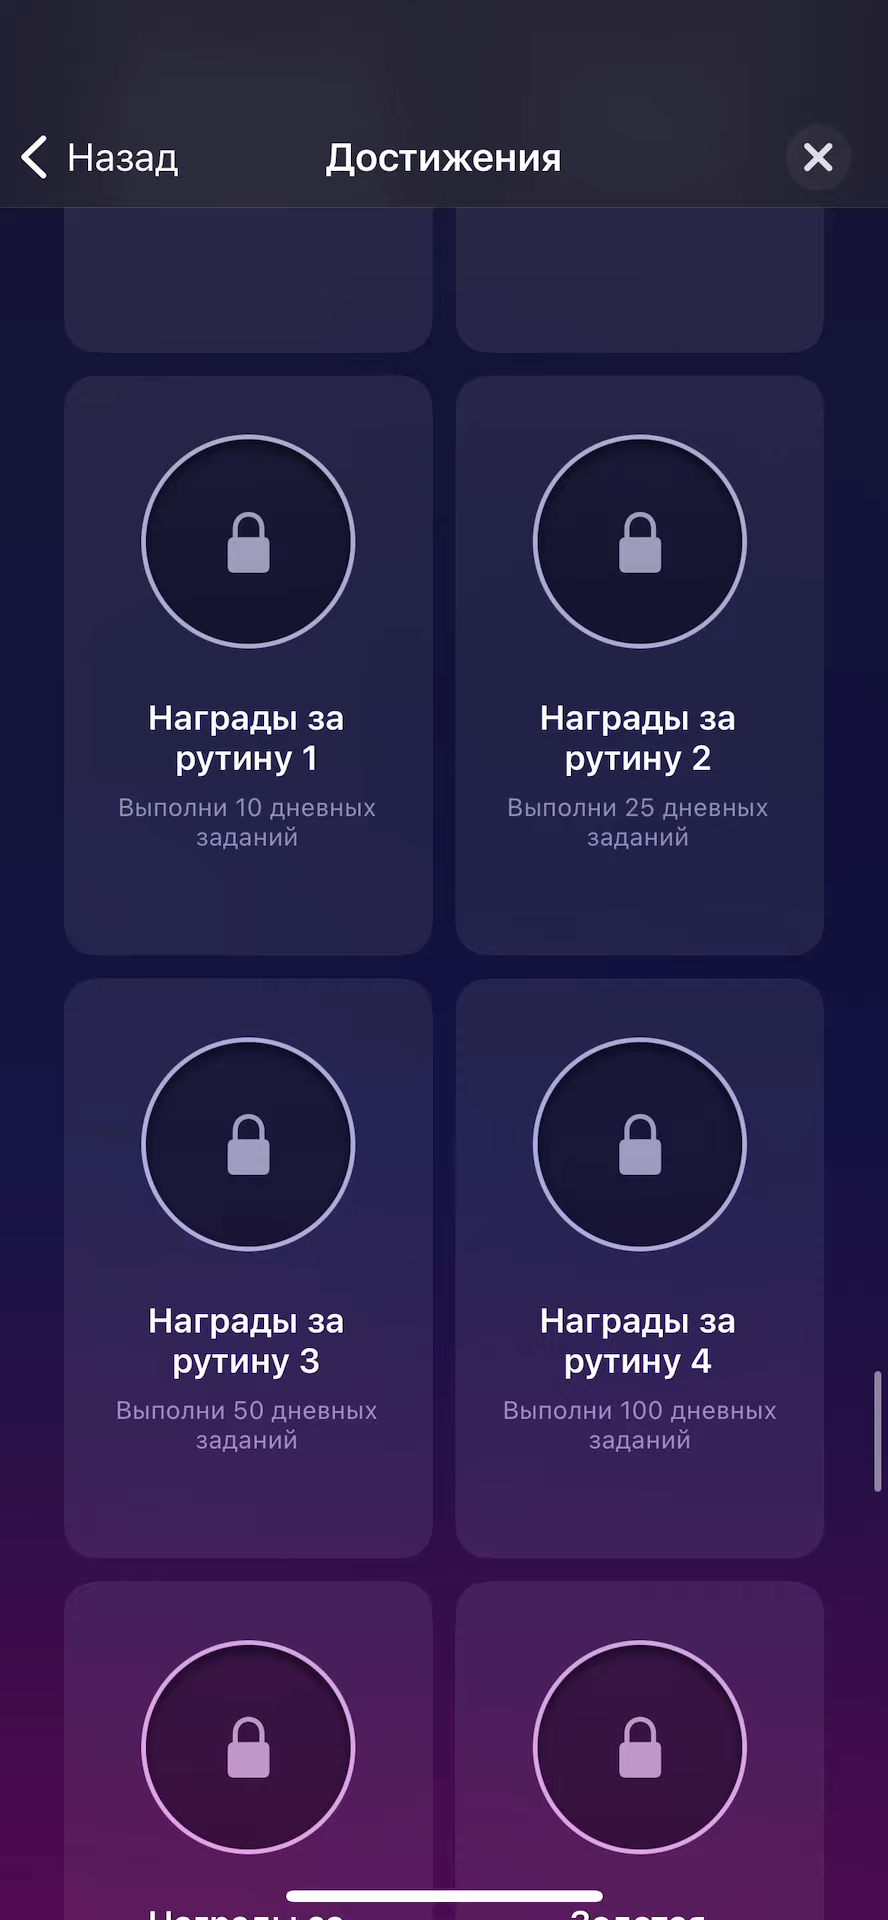 Назад
Достижения
Награды за
рутину 1
Выполни 10 дневных
заданий
Награды за
рутину 2
Выполни 25 дневных
заданий
Награды за
рутину 3
Выполни 50 дневных
заданий
Награды за
рутину 4
Выполни 100 дневных
заданий